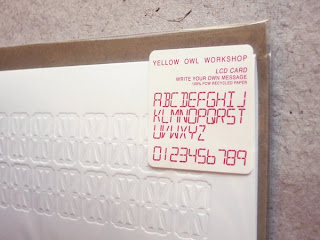 YELLOW OWL WORKSHOP
LCD CARD
WRITE YOUR OWN MESSAGE
100% PCW RECYCLED PAPER
ABCDEFGHIJ
KLMNOPQRST
UVWXYZ
0123456789